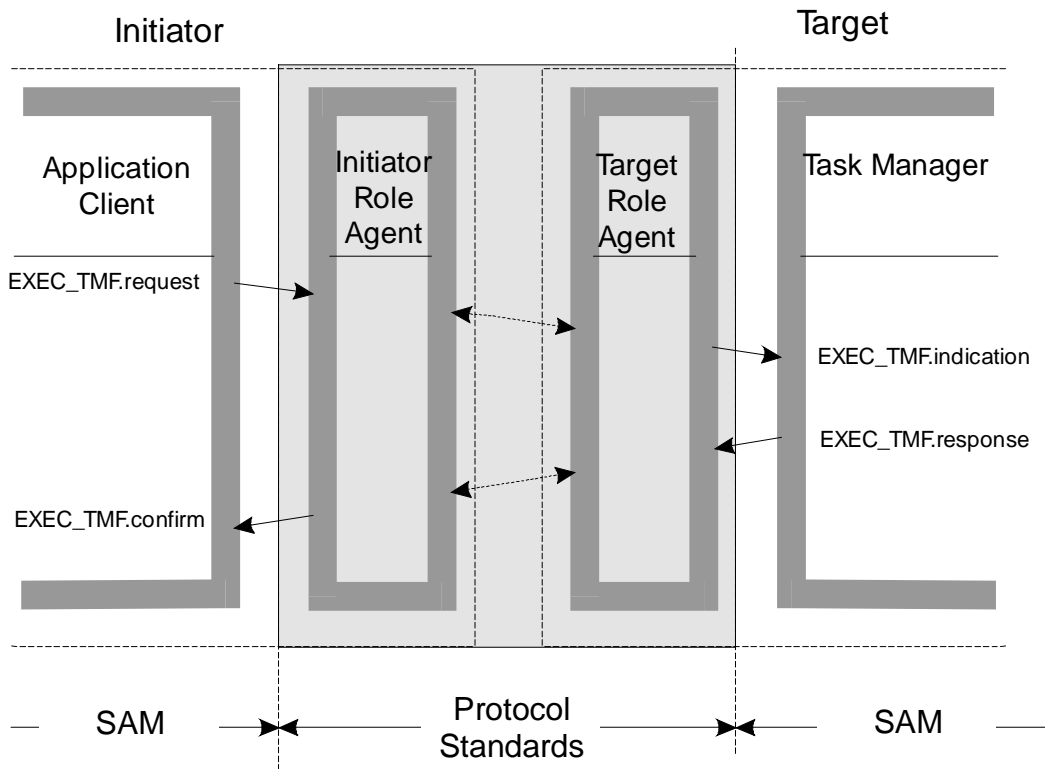 Initiator
Target
Application
Client
Initiator
Role
Agent
Target
Role
Agent
Task Manager
EXEC_TMF.request
EXEC_TMF.indication
EXEC_TMF.response
EXEC_TMF.confirm
SAM
Protocol
Standards
SAM